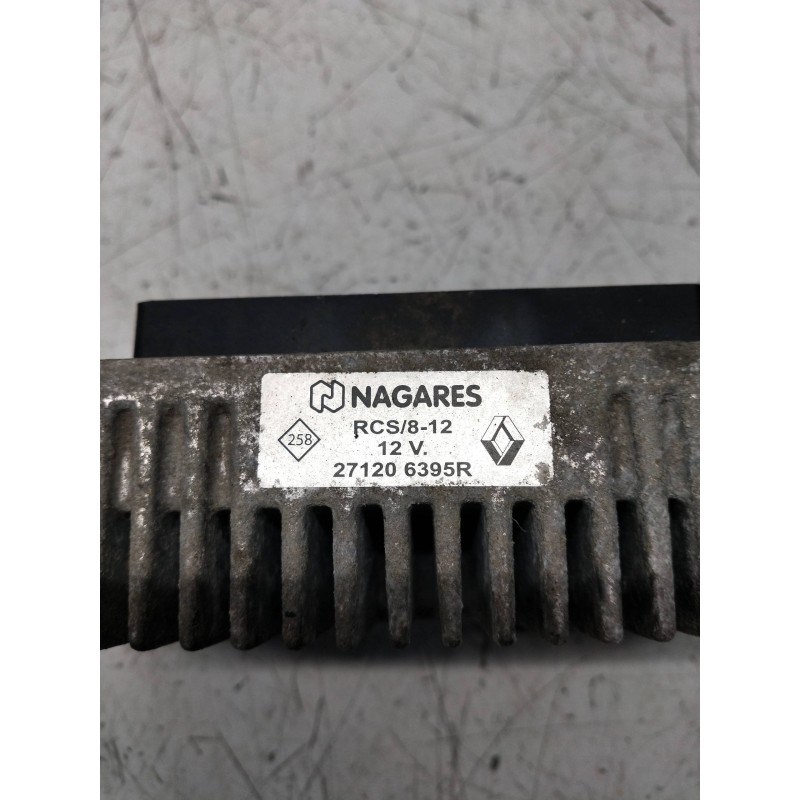 NAGARES
RCS/8-12
258
12 V.
27120 6395R